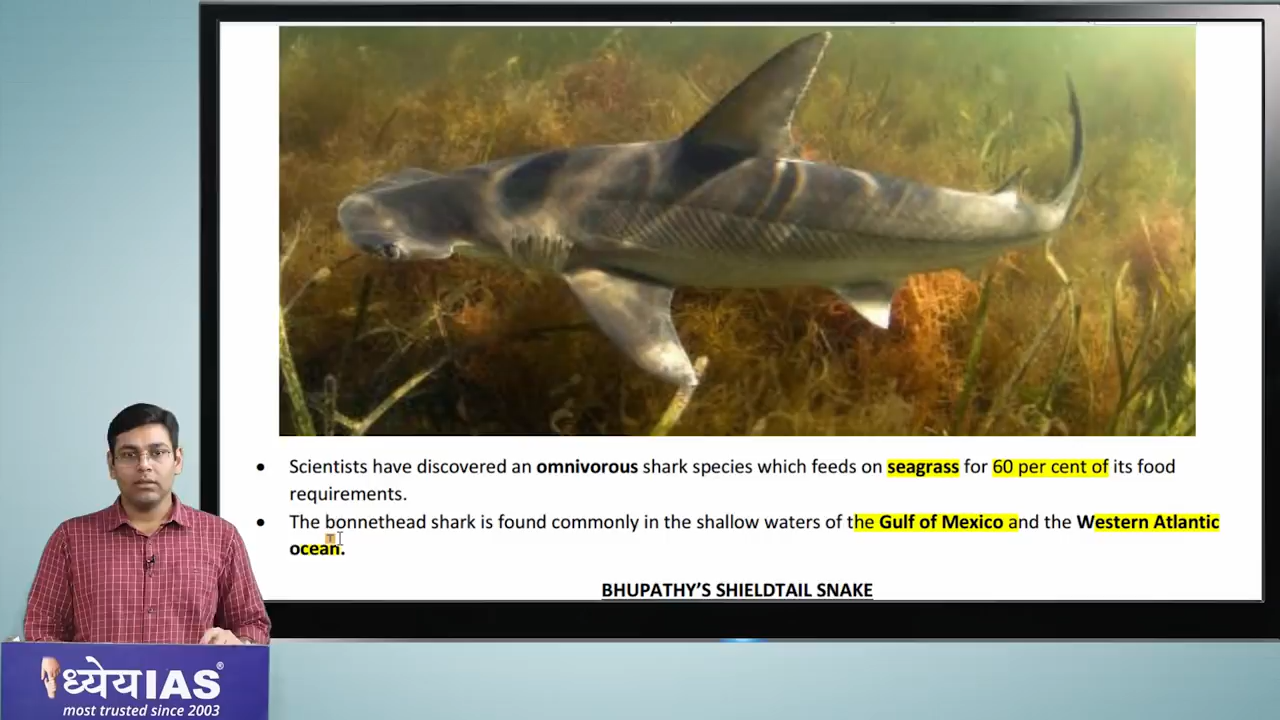 Scientists have discovered an omnivorous shark species which feeds on seagrass for 60 per cent of its food
requirements.
The bonnethead shark is found commonly in the shallow waters of the Gulf of Mexico and the Western Atlantic
ocean.
BHUPATHY'S SHIELDTAIL SNAKE
ध्येय IAS®
most trusted since 2003